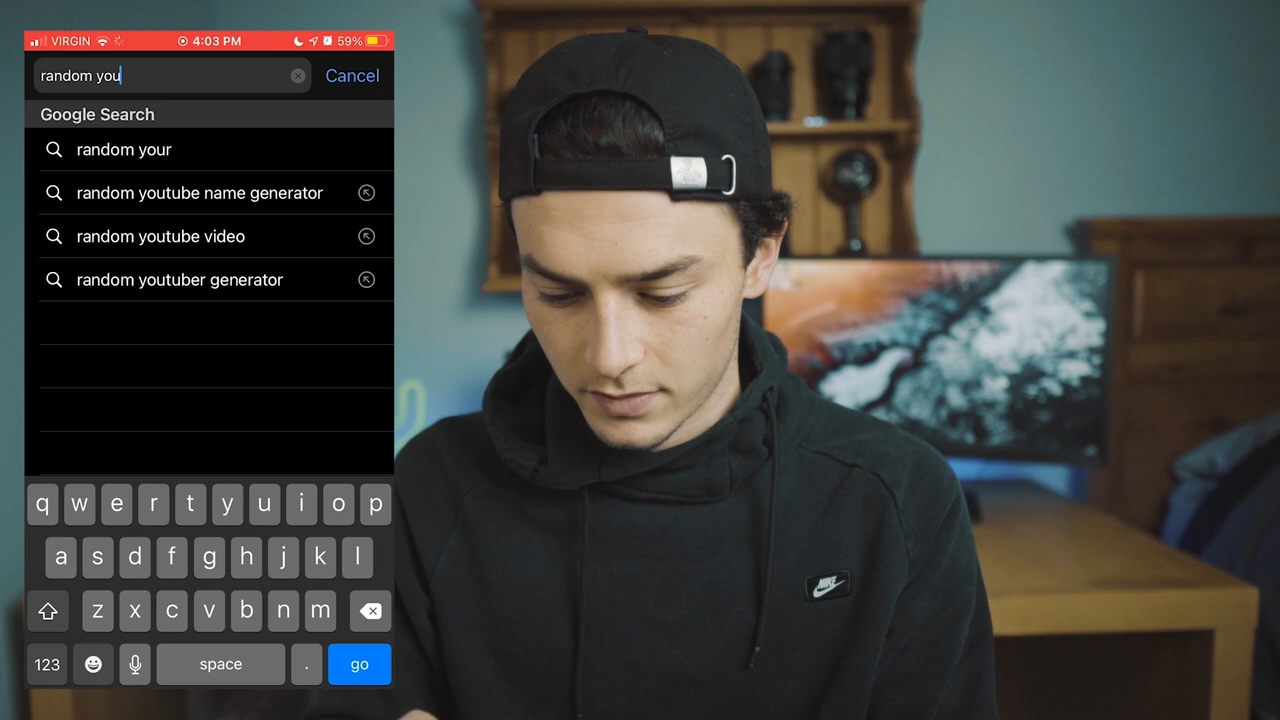 VIRGIN 4:03 PM 59%
random you Cancel
Google Search
random your
random youtube name generator
random youtube video
random youtuber generator
q w e r t y u i o p
a s d f g h j k l
z x c v b n m
123 space . go
NIKE